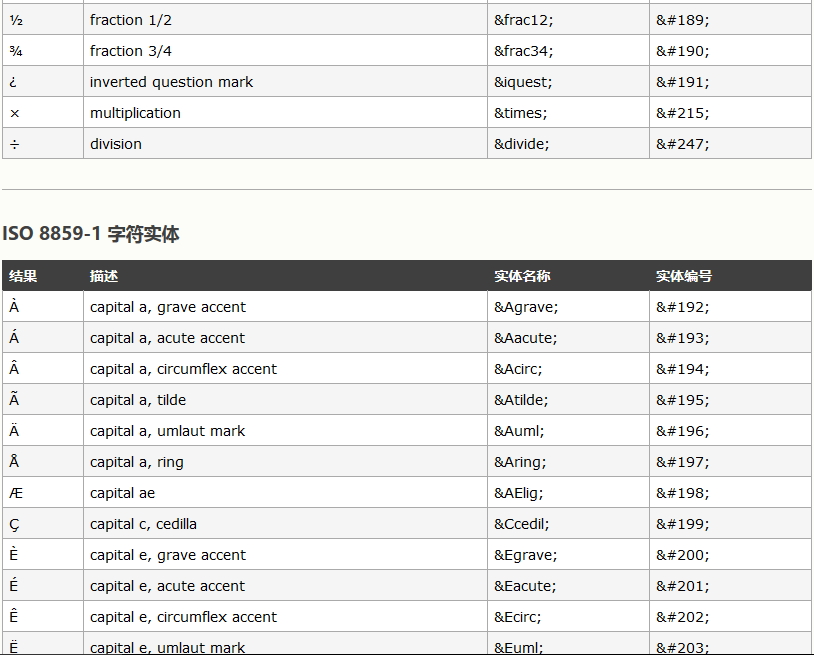 ½ fraction 1/2 &frac12; &#189;
¾ fraction 3/4 &frac34; &#190;
¿ inverted question mark &iquest; &#191;
× multiplication &times; &#215;
÷ division &divide; &#247;
ISO 8859-1 字符实体
结果 描述 实体名称 实体编号
À capital a, grave accent &Agrave; &#192;
Á capital a, acute accent &Aacute; &#193;
 capital a, circumflex accent &Acirc; &#194;
à capital a, tilde &Atilde; &#195;
Ä capital a, umlaut mark &Auml; &#196;
Å capital a, ring &Aring; &#197;
Æ capital ae &AElig; &#198;
Ç capital c, cedilla &Ccedil; &#199;
È capital e, grave accent &Egrave; &#200;
É capital e, acute accent &Eacute; &#201;
Ê capital e, circumflex accent &Ecirc; &#202;
Ë capital e, umlaut mark &Euml; &#203;